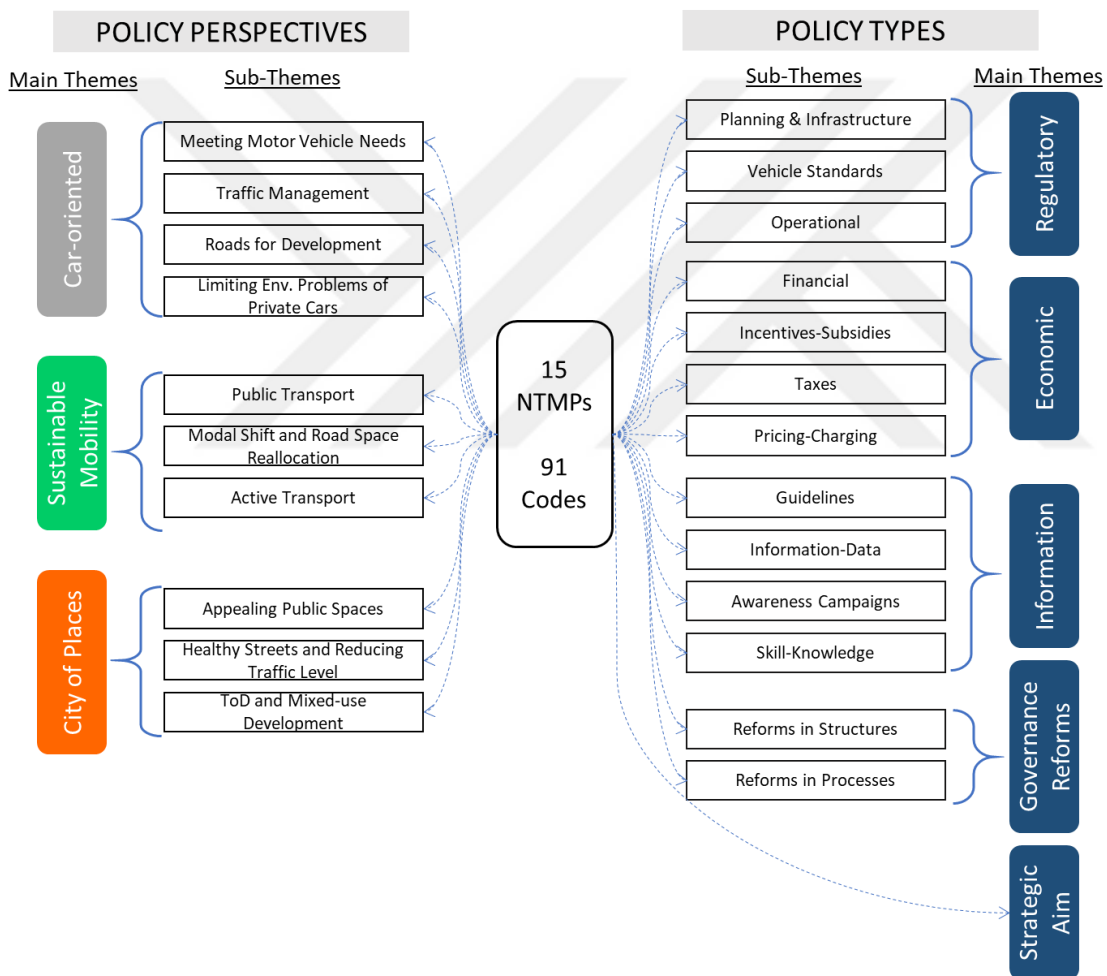 POLICY PERSPECTIVES
Main Themes
Sub-Themes
Car-oriented
Meeting Motor Vehicle Needs
Traffic Management
Roads for Development
Limiting Env. Problems of
Private Cars
Sustainable
Mobility
Public Transport
Modal Shift and Road Space
Reallocation
Active Transport
City of Places
Appealing Public Spaces
Healthy Streets and Reducing
Traffic Level
ToD and Mixed-use
Development
15
NTMPs
91
Codes
POLICY TYPES
Sub-Themes
Main Themes
Planning & Infrastructure
Vehicle Standards
Operational
Regulatory
Financial
Incentives-Subsidies
Taxes
Pricing-Charging
Economic
Guidelines
Information-Data
Awareness Campaigns
Skill-Knowledge
Information
Reforms in Structures
Reforms in Processes
Governance
Reforms
Strategic
Aim